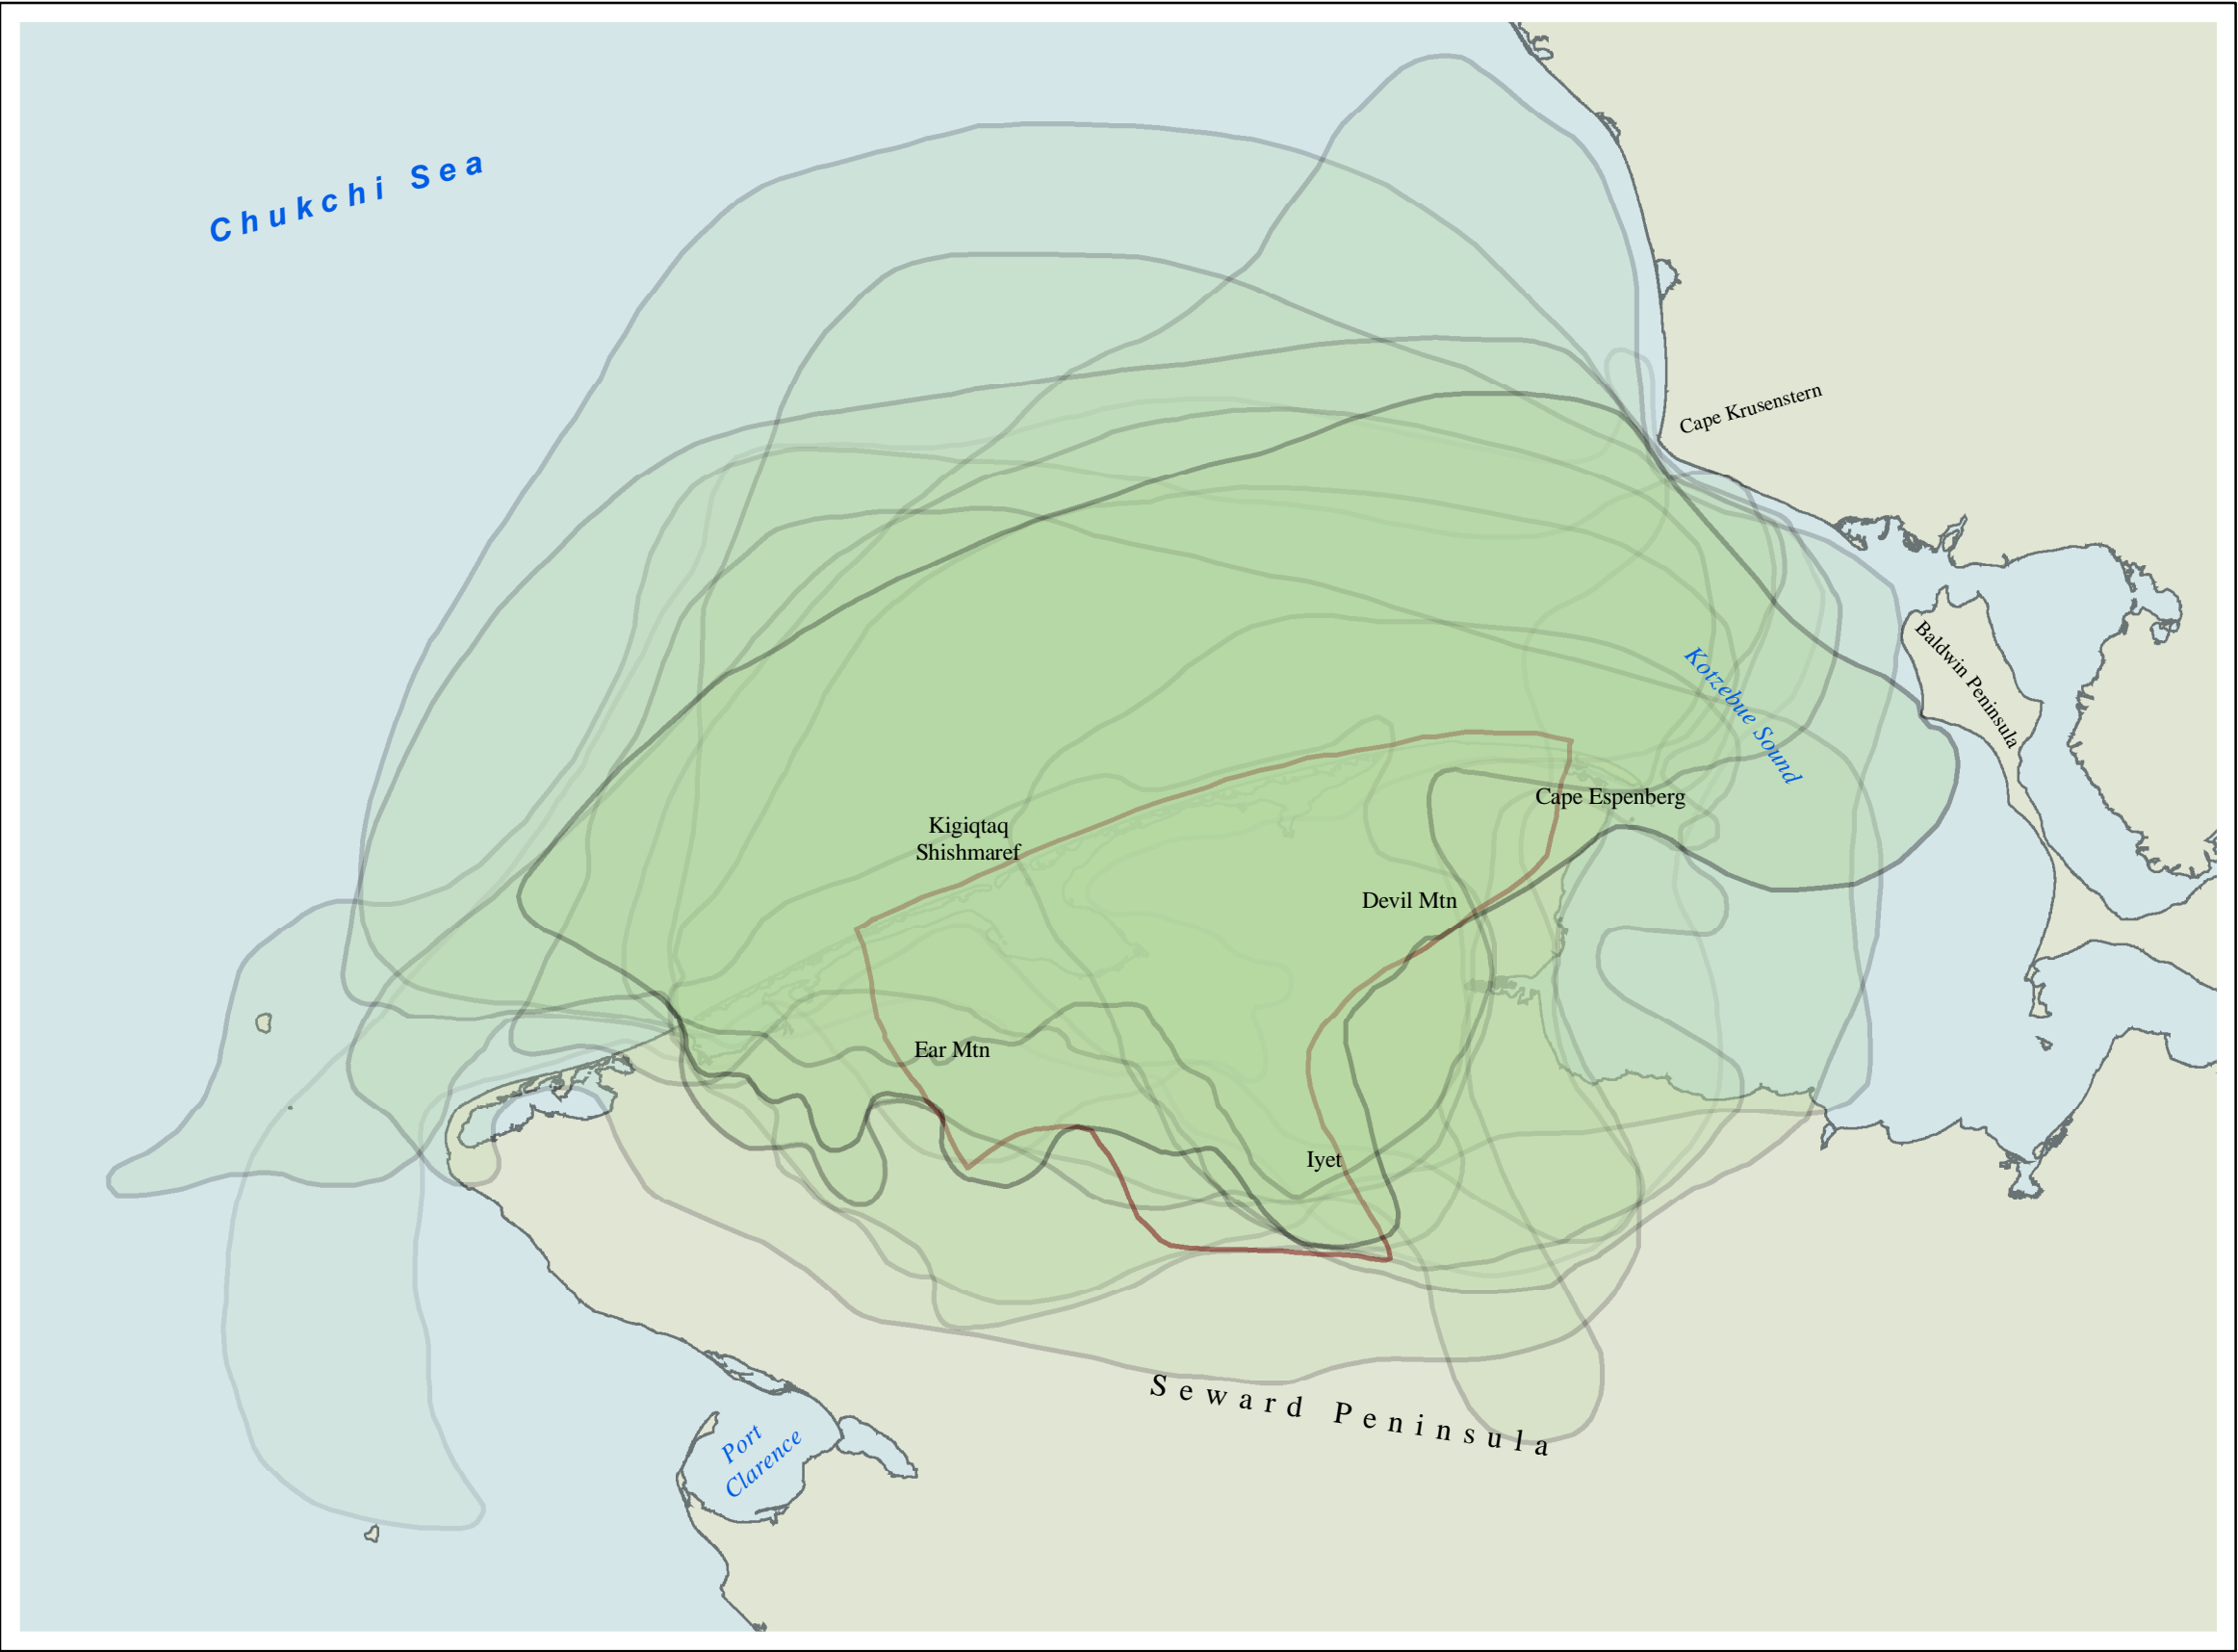 Chukchi Sea
Cape Krusenstern
Baldwin Peninsula
Kotzebue Sound
Cape Espenberg
Kigiqtaq
Shishmaref
Devil Mtn
Ear Mtn
Iyet
Seward Peninsula
Port
Clarence